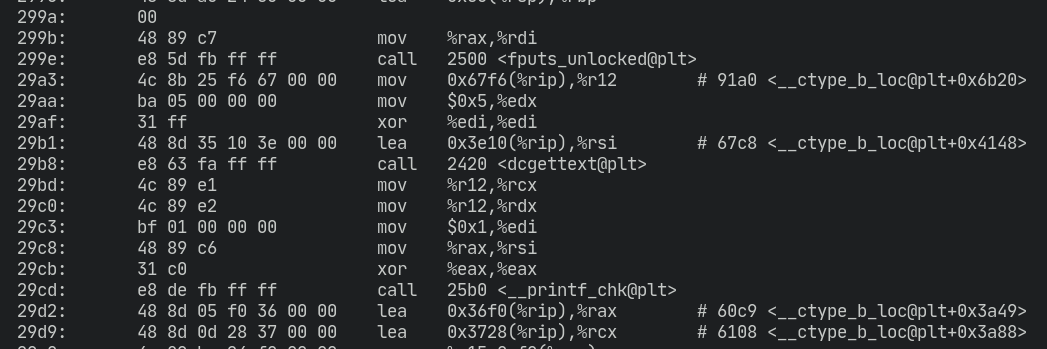 299a: 00
299b: 48 89 c7 mov %rax,%rdi
299e: e8 5d fb ff ff call 2500 <fputs_unlocked@plt>
29a3: 4c 8b 25 f6 67 00 00 mov 0x67f6(%rip),%r12 # 91a0 <__ctype_b_loc@plt+0x6b20>
29aa: ba 05 00 00 00 mov $0x5,%edx
29af: 31 ff xor %edi,%edi
29b1: 48 8d 35 10 3e 00 00 lea 0x3e10(%rip),%rsi # 67c8 <__ctype_b_loc@plt+0x4148>
29b8: e8 63 fa ff ff call 2420 <dcgettext@plt>
29bd: 4c 89 e1 mov %r12,%rcx
29c0: 4c 89 e2 mov %r12,%rdx
29c3: bf 01 00 00 00 mov $0x1,%edi
29c8: 48 89 c6 mov %rax,%rsi
29cb: 31 c0 xor %eax,%eax
29cd: e8 de fb ff ff call 25b0 <__printf_chk@plt>
29d2: 48 8d 05 f0 36 00 00 lea 0x36f0(%rip),%rax # 60c9 <__ctype_b_loc@plt+0x3a49>
29d9: 48 8d 0d 28 37 00 00 lea 0x3728(%rip),%rcx # 6108 <__ctype_b_loc@plt+0x3a88>